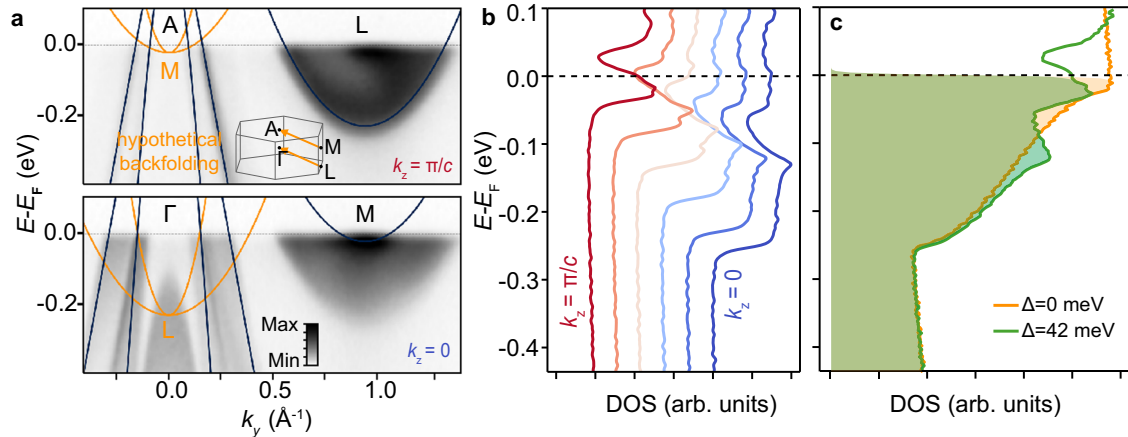 a
A
L
M
0.0
-0.2
E-E_F (eV)
hypothetical
backfolding
A
Γ
M
L
k_z = π/c
Γ
M
0.0
-0.2
L
Max
Min
k_z = 0
0.0
0.5
1.0
k_y (Å⁻¹)
b
0.1
0.0
-0.1
-0.2
-0.3
-0.4
E-E_F (eV)
k_z = π/c
k_z = 0
DOS (arb. units)
c
Δ=0 meV
Δ=42 meV
DOS (arb. units)